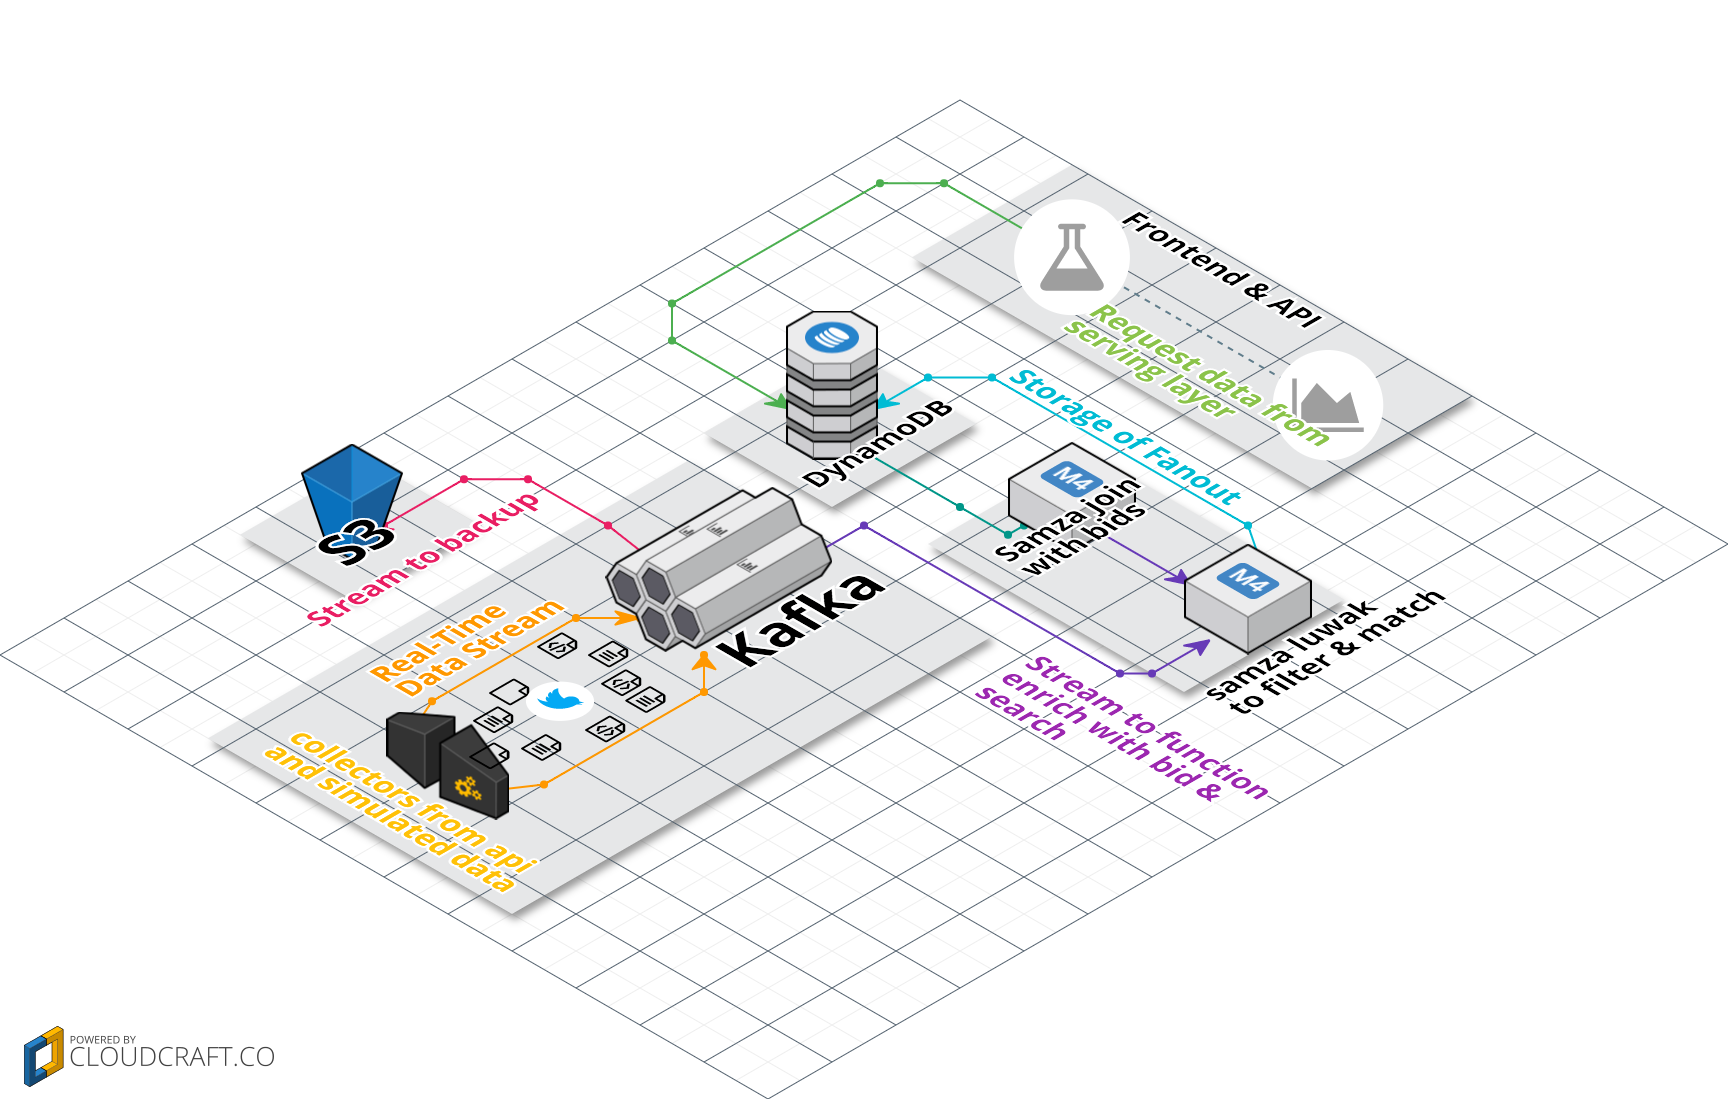 Frontend & API
Request data from
serving layer
Storage of Fanout
DynamoDB
M4
Samza join
with bids
M4
samza luwak
to filter & match
S3
Stream to backup
Kafka
Real-Time
Data Stream
Stream to function
enrich with bid &
search
collectors from api
and simulated data
POWERED BY
CLOUDCRAFT.CO